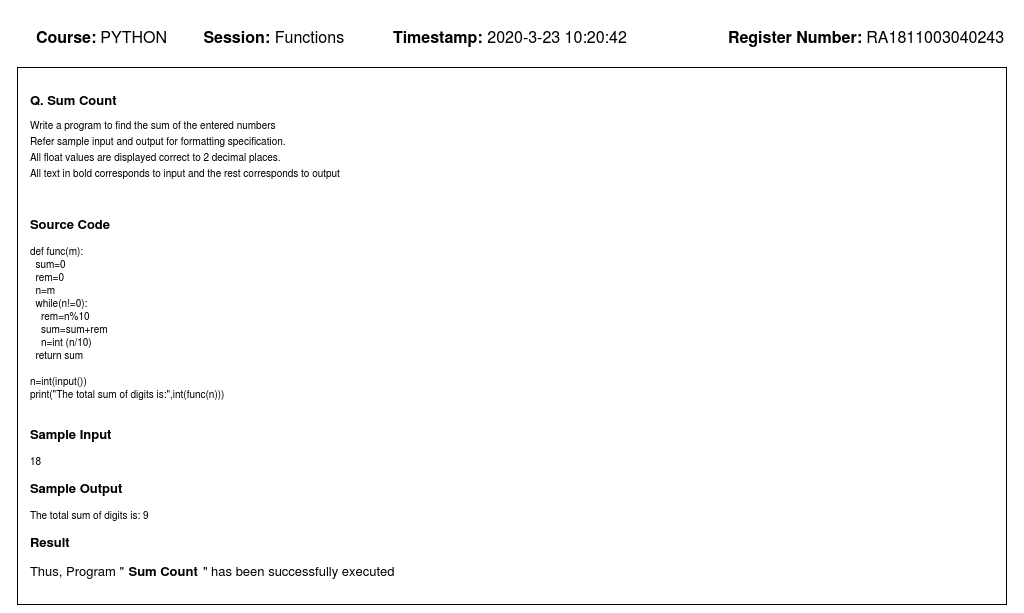 Course: PYTHON Session: Functions Timestamp: 2020-3-23 10:20:42 Register Number: RA1811003040243
Q. Sum Count
Write a program to find the sum of the entered numbers
Refer sample input and output for formatting specification.
All float values are displayed correct to 2 decimal places.
All text in bold corresponds to input and the rest corresponds to output
Source Code
def func(m):
  sum=0
  rem=0
  n=m
  while(n!=0):
    rem=n%10
    sum=sum+rem
    n=int (n/10)
  return sum
n=int(input())
print("The total sum of digits is:",int(func(n)))
Sample Input
18
Sample Output
The total sum of digits is: 9
Result
Thus, Program " Sum Count " has been successfully executed